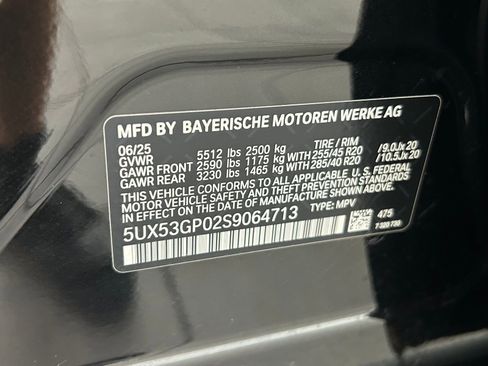 MFD BY BAYERISCHE MOTOREN WERKE AG
06/25 TIRE / RIM
GVWR 5512 lbs 2500 kg
GAWR FRONT 2590 lbs 1175 kg WITH 255/45 R20 /9.0Jx20
GAWR REAR 3230 lbs 1465 kg WITH 285/40 R20 /10.5Jx20
THIS VEHICLE CONFORMS TO ALL APPLICABLE U.S. FEDERAL
MOTOR VEHICLE SAFETY STANDARDS IN EFFECT ON
THE DATE OF MANUFACTURE SHOWN ABOVE.
5UX53GP02S9064713 TYPE: MPV
475